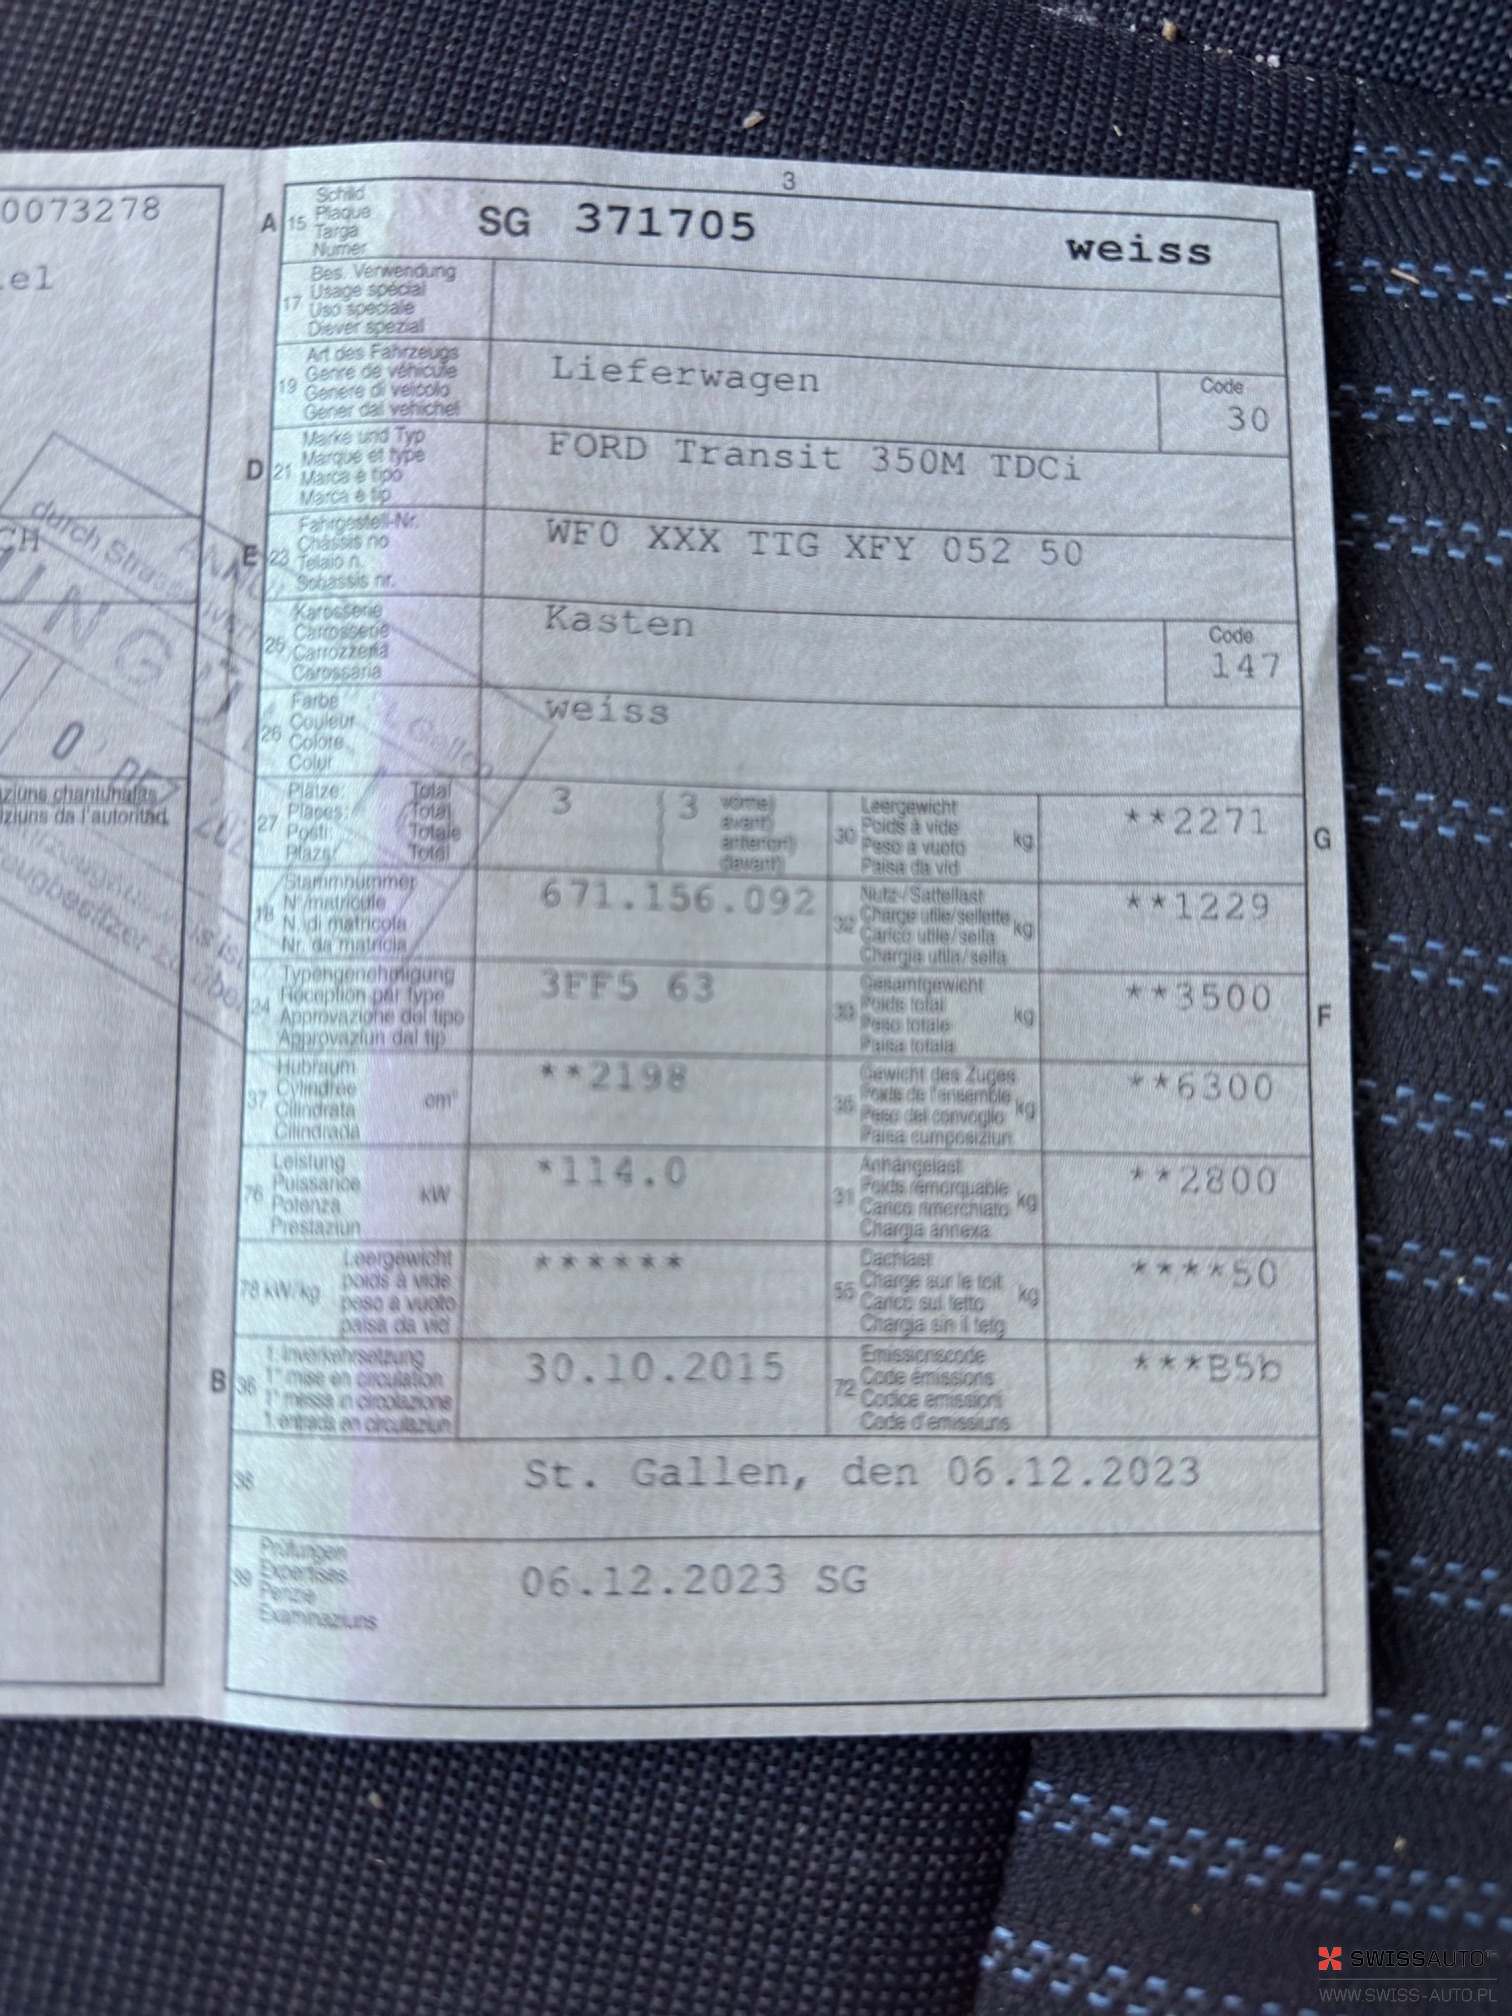 3
0073278
el
CH
A 15 Schild
Plaque
Targa
Numer
SG 371705 weiss
17 Bes. Verwendung
Usage spécial
Uso speciale
Diever spezial
19 Art des Fahrzeugs
Genre de véhicule
Genere di veicolo
Gener dal vehichel
Lieferwagen
Code
30
D 21 Marke und Typ
Marque et type
Marca e tipo
Marca e tip
FORD Transit 350M TDCi
E 23 Fahrgestell-Nr.
Châssis no
Telaio n.
Schassis nr.
WF0 XXX TTG XFY 052 50
25 Karosserie
Carrosserie
Carrozzeria
Carossaria
Kasten
Code
147
26 Farbe
Couleur
Colore
Colur
weiss
27 Plätze: Total
Places: Total
Posti: Totale
Plazs: Total
3 3 vorne)
avant)
anteriori)
davant)
30 Leergewicht
Poids à vide
Peso a vuoto
Paisa da vid
kg **2271 G
18 Stammnummer
N° matricule
N. di matricola
Nr. da matricla
671.156.092
32 Nutz-/Sattellast
Charge utile/sellette
Carico utile/sella
Chargia utila/sella
kg **1229
24 Typengenehmigung
Réception par type
Approvazione del tipo
Approvaziun dal tip
3FF5 63
33 Gesamtgewicht
Poids total
Peso totale
Paisa totala
kg **3500 F
37 Hubraum
Cylindrée
Cilindrata
Cilindrada
cm³ **2198
35 Gewicht des Zuges
Poids de l'ensemble
Peso del convoglio
Paisa cumposiziun
kg **6300
76 Leistung
Puissance
Potenza
Prestaziun
kW *114.0
31 Anhängelast
Poids remorquable
Carico rimorchiato
Chargia annexa
kg **2800
78 kW/kg Leergewicht
poids à vide
peso a vuoto
paisa da vid
******
55 Dachlast
Charge sur le toit
Carico sul tetto
Chargia sin il tetg
kg ****50
B 36 1. Inverkehrsetzung
1re mise en circulation
1a messa in circolazione
1. entrada en circulaziun
30.10.2015
72 Emissionscode
Code émissions
Codice emissioni
Code d'emissiuns
***B5b
38 St. Gallen, den 06.12.2023
39 Prüfungen
Expertises
Perizie
Examinaziuns
06.12.2023 SG
ziuns chantunalas
ziuns da l'autoritad
durch Strass
UNGÜ
SWISSAUTO
WWW.SWISS-AUTO.PL